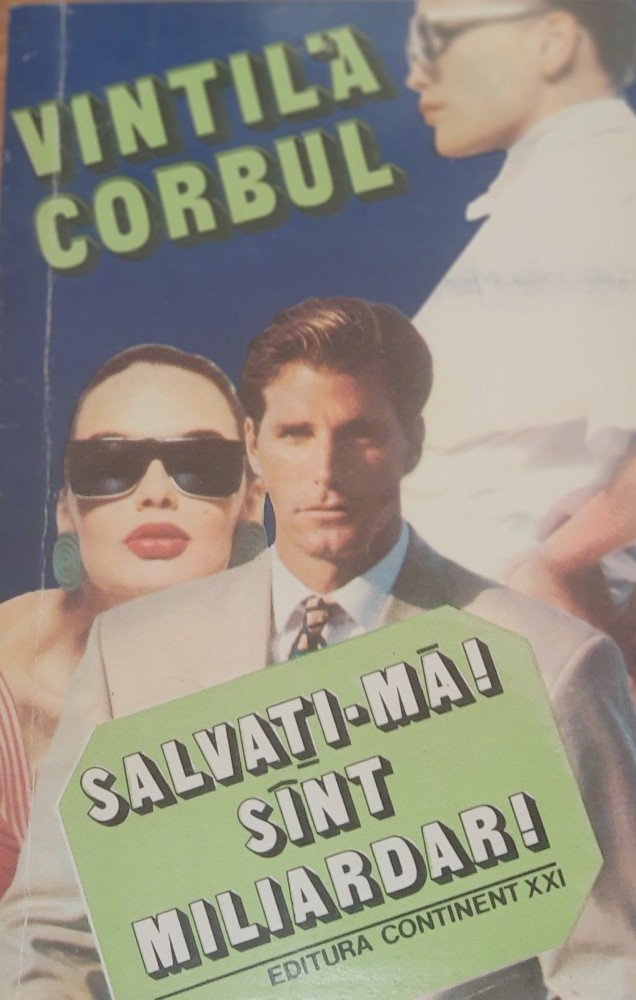 VINTILĂ
CORBUL
SALVAȚI-MĂ!
SÎNT
MILIARDAR!
EDITURA CONTINENT XXI